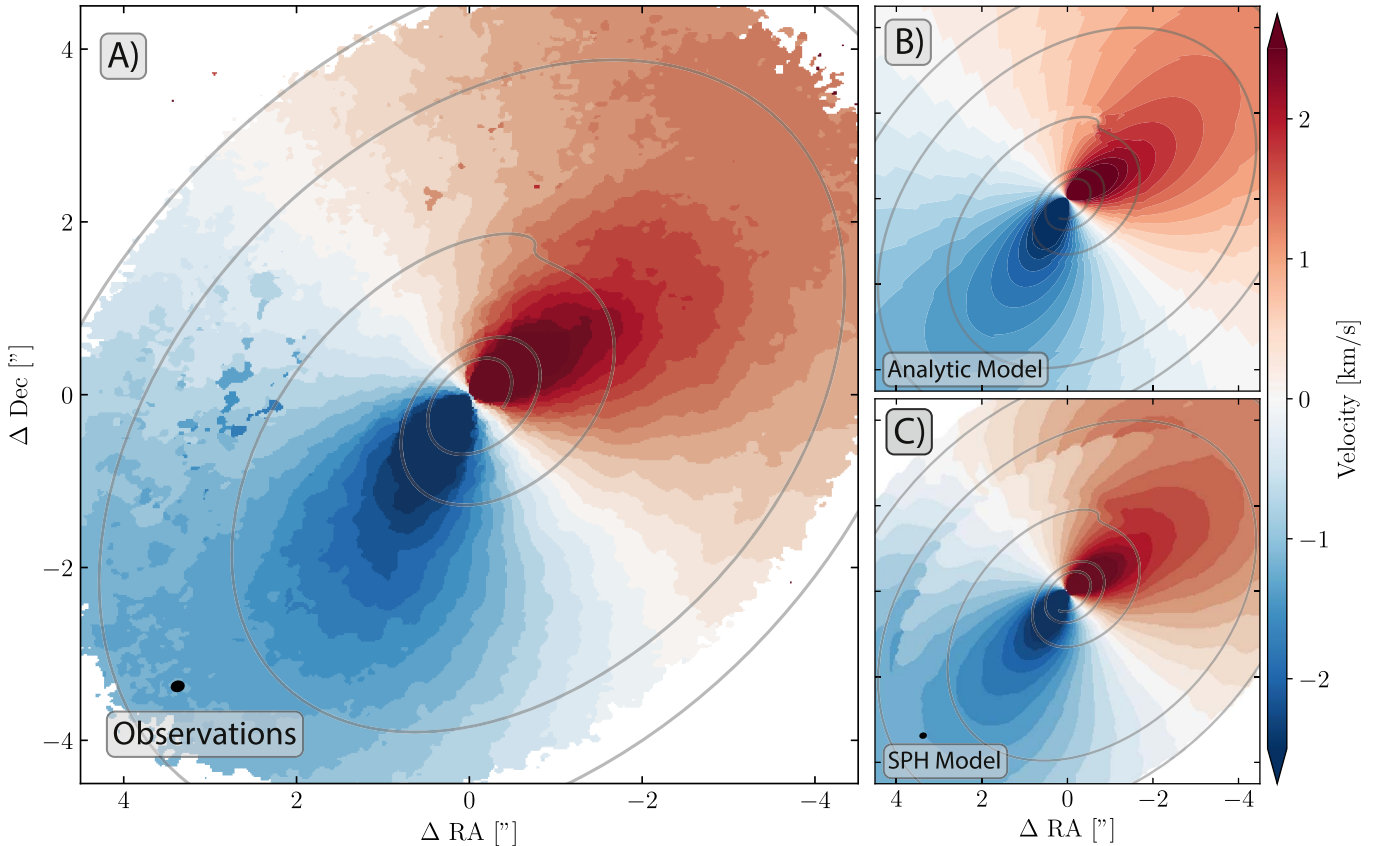 A)
Observations
4
2
0
−2
−4
Δ Dec ["]
4
2
0
−2
−4
Δ RA ["]
B)
Analytic Model
C)
SPH Model
4
2
0
−2
−4
Δ RA ["]
2
1
0
−1
−2
Velocity [km/s]